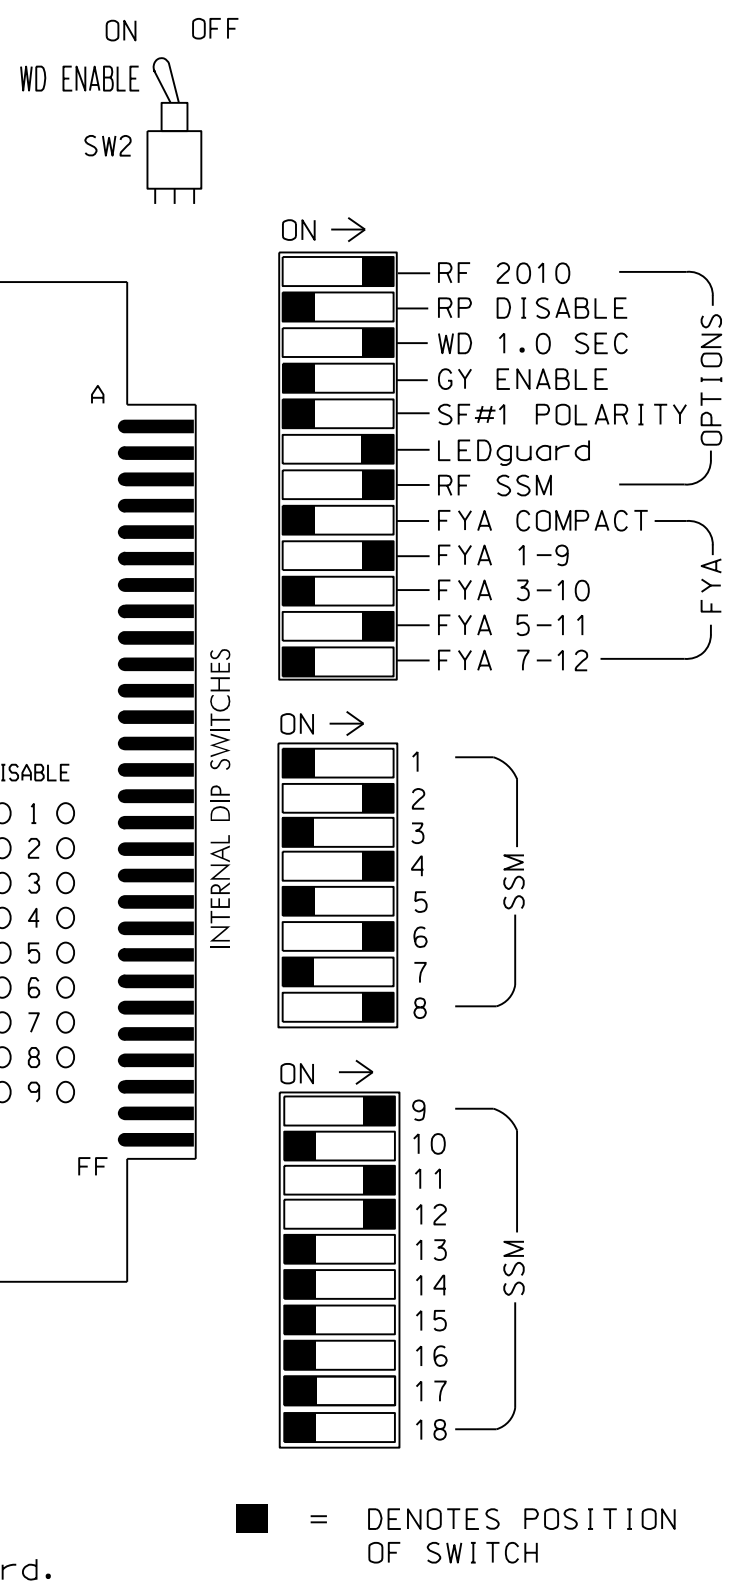 ON OFF
WD ENABLE
SW2
ON
RF 2010
RP DISABLE
WD 1.0 SEC
GY ENABLE
SF#1 POLARITY
LEDguard
RF SSM
OPTIONS
FYA COMPACT
FYA 1-9
FYA 3-10
FYA 5-11
FYA 7-12
FYA
A
FF
INTERNAL DIP SWITCHES
ISABLE
1
2
3
4
5
6
7
8
9
ON
1
2
3
4
5
6
7
8
SSM
ON
9
10
11
12
13
14
15
16
17
18
SSM
= DENOTES POSITION
OF SWITCH
rd.